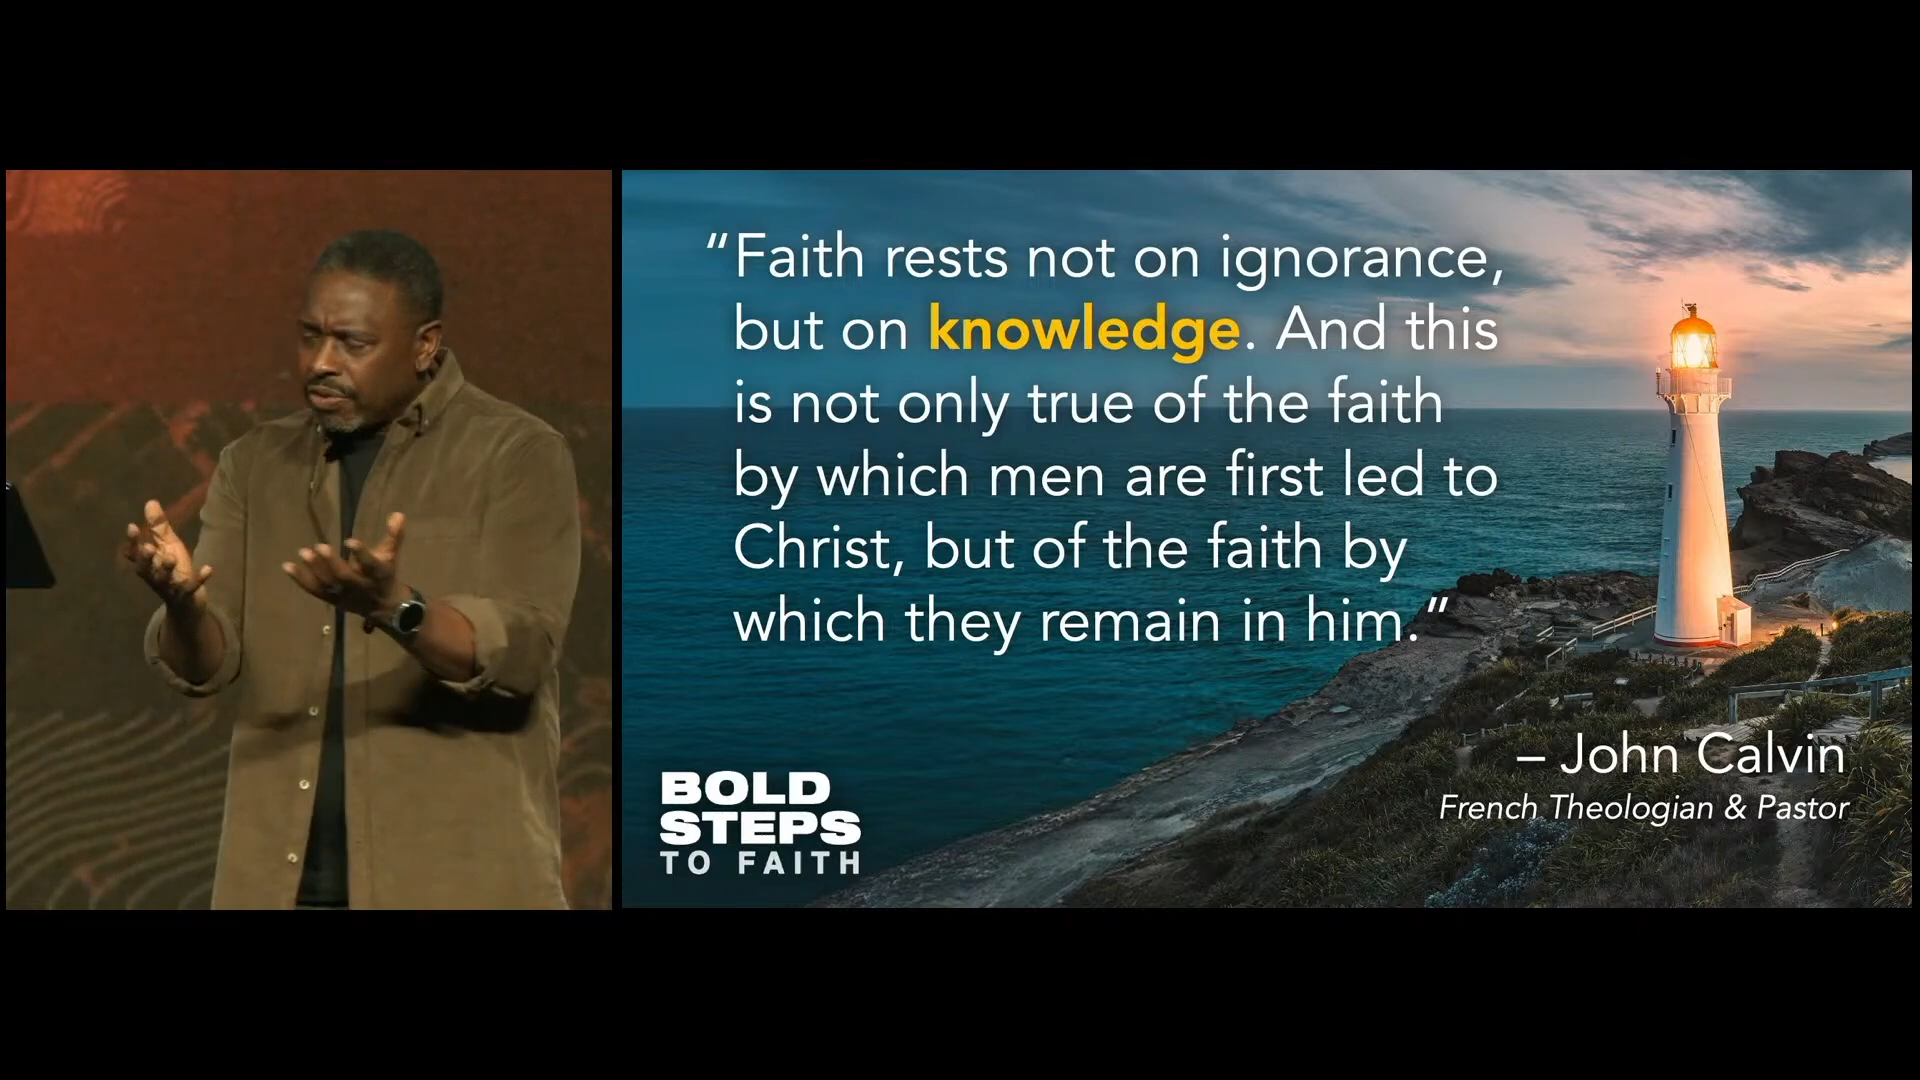 “Faith rests not on ignorance,
but on knowledge. And this
is not only true of the faith
by which men are first led to
Christ, but of the faith by
which they remain in him.”
– John Calvin
French Theologian & Pastor
BOLD
STEPS
TO FAITH